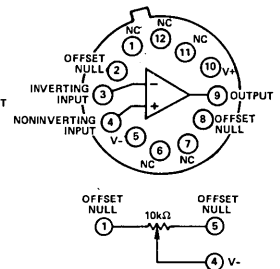 NC NC NC
1 12 11
OFFSET
NULL 2 10 V+
INVERTING
INPUT 3 − 9 OUTPUT
NONINVERTING
INPUT 4 + 8 OFFSET
NULL
V- 5 6 7
NC NC
T
OFFSET
NULL
OFFSET
NULL
1 10kΩ 5
4 V-